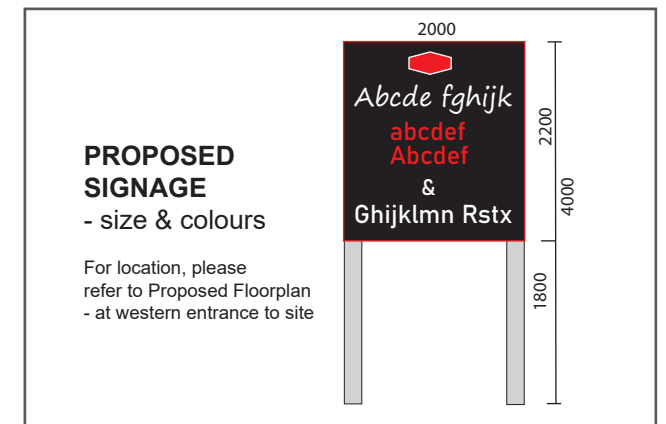 PROPOSED
SIGNAGE
- size & colours
For location, please
refer to Proposed Floorplan
- at western entrance to site
2000
Abcde fghijk
abcdef
Abcdef
&
Ghijklmn Rstx
2200
4000
1800